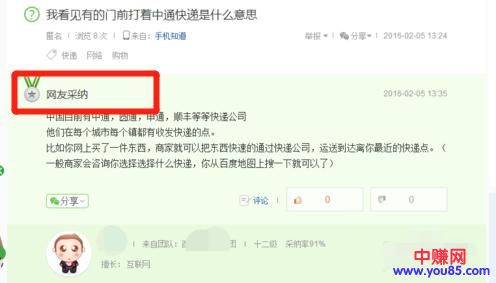 我看见有的门前打着中通快递是什么意思
匿名 | 浏览 8 次 | 来自:手机知道 举报 | 分享 | 2016-02-05 13:24
快递 网络 购物
网友采纳 2016-02-05 13:35
中国目前有中通，圆通，申通，顺丰等等快递公司
他们在每个城市每个镇都有收发快递的点。
比如你网上买了一件东西，商家就可以把东西快速的通过快递公司，运送到达离你最近的快递点。(
一般商家会咨询你选择选择什么快递，你从百度地图上搜一下就可以了）
分享 评论 0 0
来自团队: 团 | 十二级 采纳率91%
擅长: 互联网
中赚网
www.you85.com